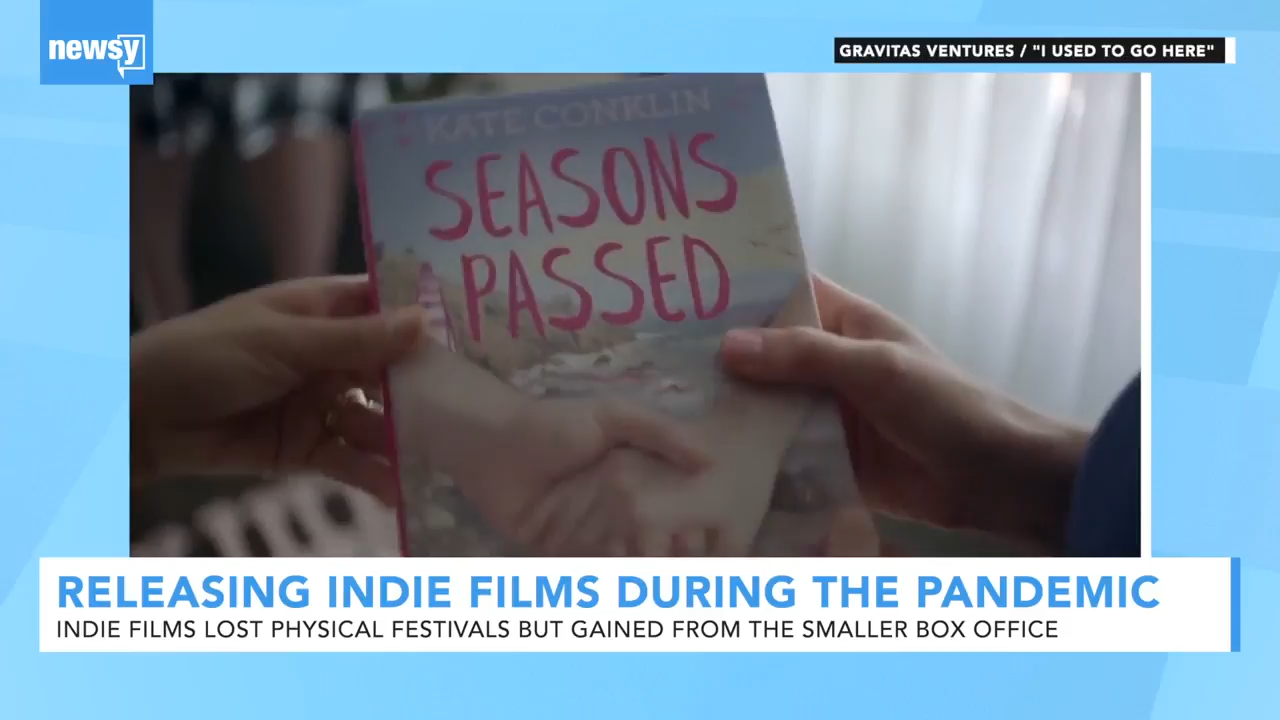 newsy
GRAVITAS VENTURES / "I USED TO GO HERE"
KATE CONKLIN
SEASONS
PASSED
RELEASING INDIE FILMS DURING THE PANDEMIC
INDIE FILMS LOST PHYSICAL FESTIVALS BUT GAINED FROM THE SMALLER BOX OFFICE